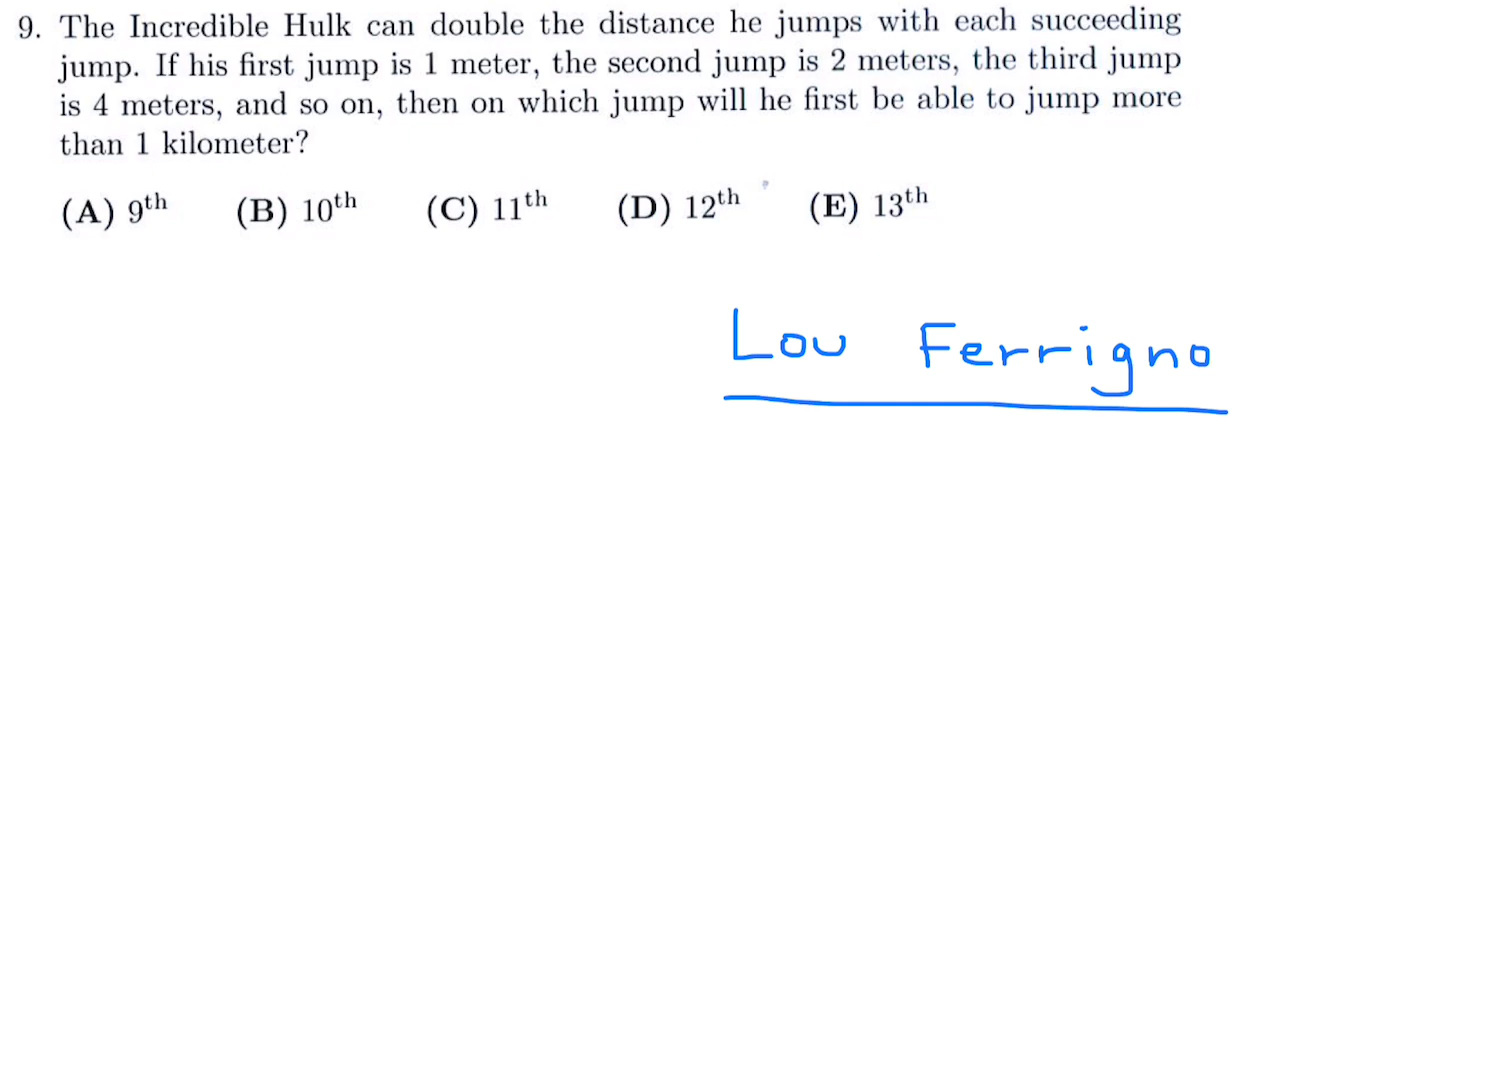 9. The Incredible Hulk can double the distance he jumps with each succeeding
jump. If his first jump is 1 meter, the second jump is 2 meters, the third jump
is 4 meters, and so on, then on which jump will he first be able to jump more
than 1 kilometer?
(A) 9th (B) 10th (C) 11th (D) 12th (E) 13th
Lou Ferrigno